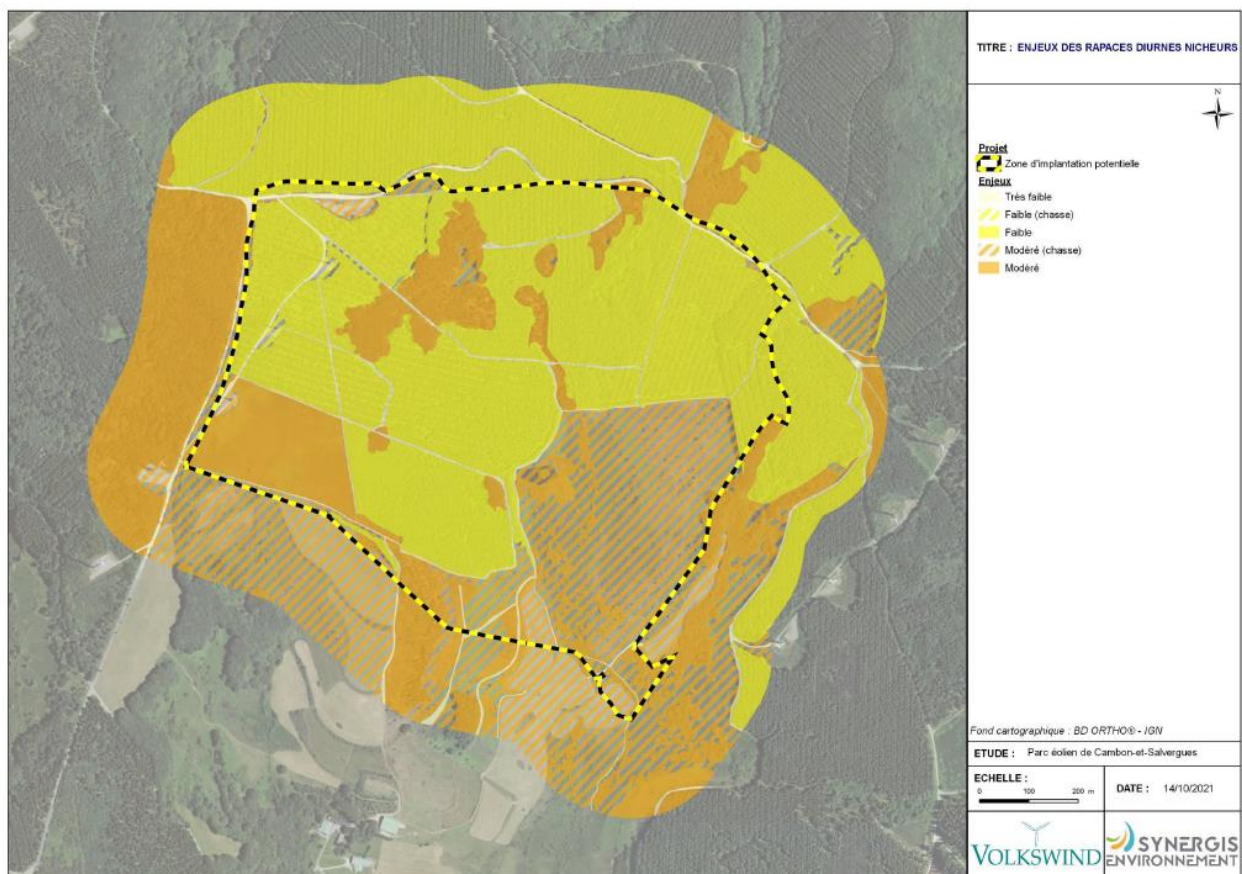 TITRE : ENJEUX DES RAPACES DIURNES NICHEURS
N
Projet
Zone d'implantation potentielle
Enjeux
Très faible
Faible (chasse)
Faible
Modéré (chasse)
Modéré
Fond cartographique : BD ORTHO® - IGN
ETUDE : Parc éolien de Cambon-et-Salvergues
ECHELLE :
0 100 200 m
DATE : 14/10/2021
VOLKSWIND
SYNERGIS
ENVIRONNEMENT